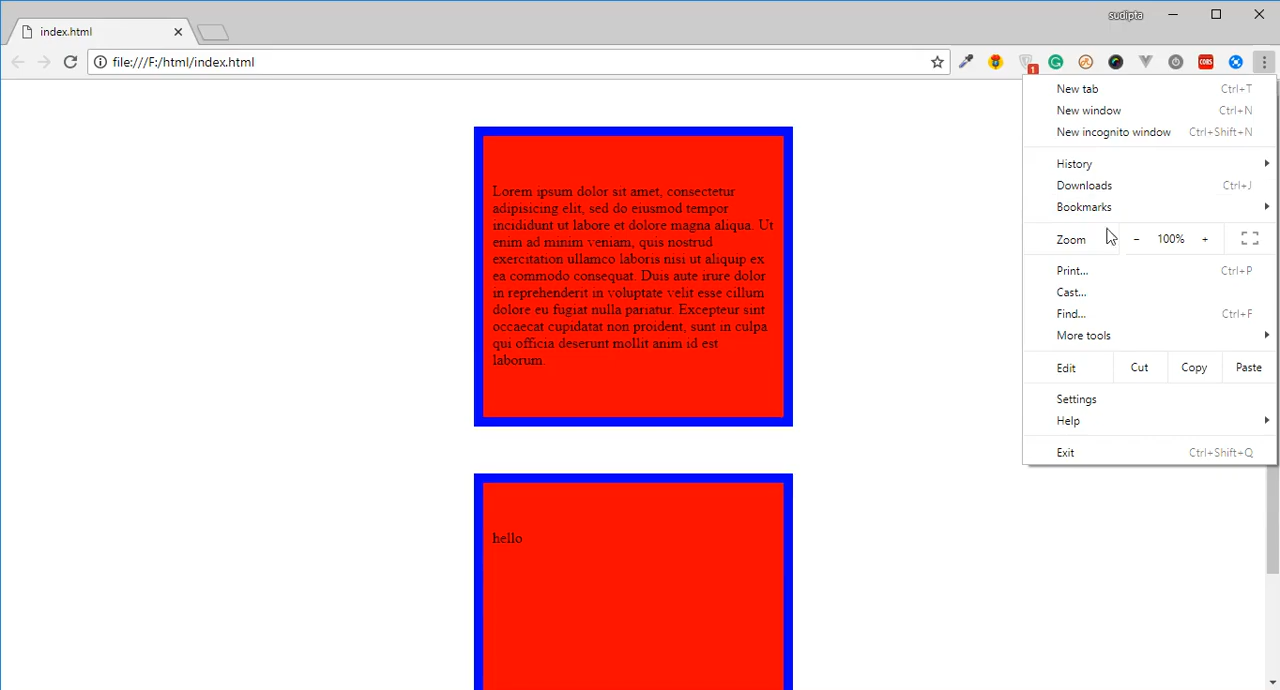 sudipta
index.html
file:///F:/html/index.html
1
CORS
New tab Ctrl+T
New window Ctrl+N
New incognito window Ctrl+Shift+N
History
Downloads Ctrl+J
Bookmarks
Zoom - 100% +
Print... Ctrl+P
Cast...
Find... Ctrl+F
More tools
Edit Cut Copy Paste
Settings
Help
Exit Ctrl+Shift+Q
Lorem ipsum dolor sit amet, consectetur
adipisicing elit, sed do eiusmod tempor
incididunt ut labore et dolore magna aliqua. Ut
enim ad minim veniam, quis nostrud
exercitation ullamco laboris nisi ut aliquip ex
ea commodo consequat. Duis aute irure dolor
in reprehenderit in voluptate velit esse cillum
dolore eu fugiat nulla pariatur. Excepteur sint
occaecat cupidatat non proident, sunt in culpa
qui officia deserunt mollit anim id est
laborum.
hello